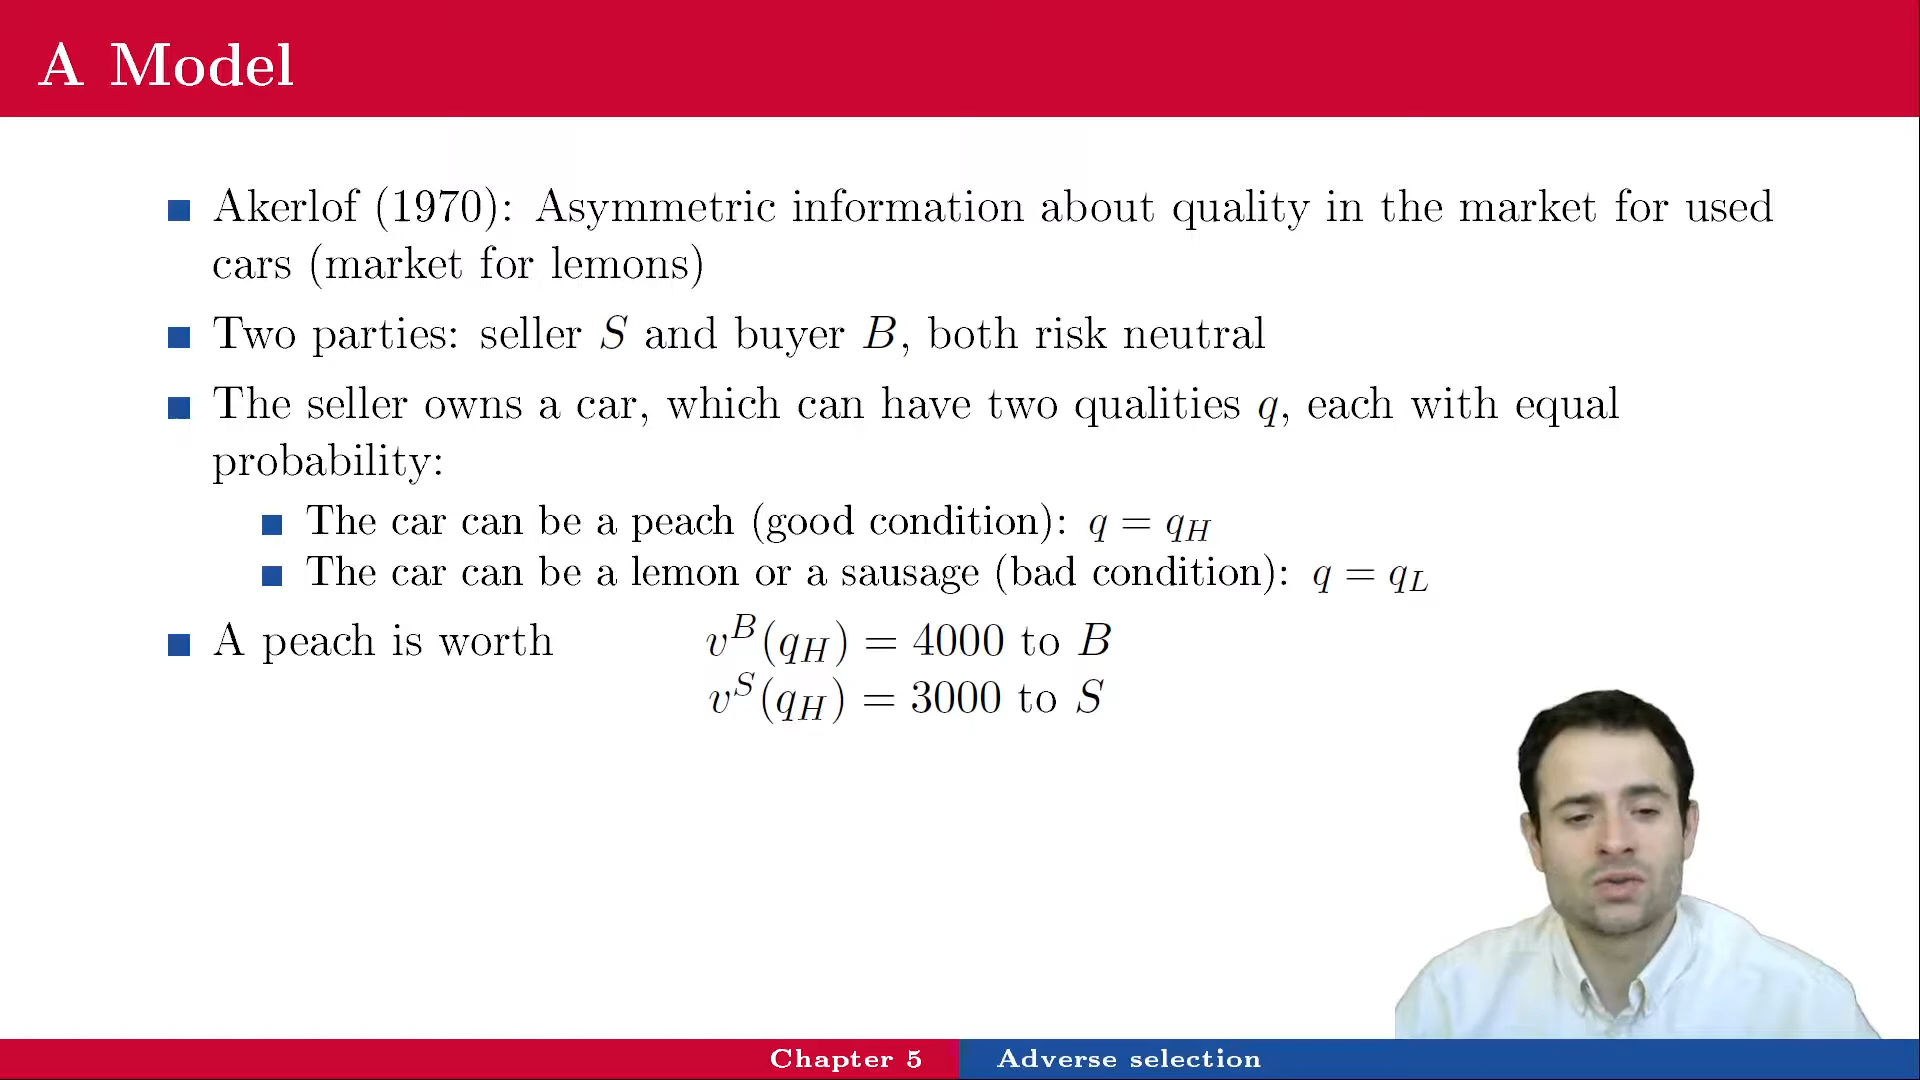 A Model
Akerlof (1970): Asymmetric information about quality in the market for used
cars (market for lemons)
Two parties: seller S and buyer B, both risk neutral
The seller owns a car, which can have two qualities q, each with equal
probability:
The car can be a peach (good condition): q = q_H
The car can be a lemon or a sausage (bad condition): q = q_L
A peach is worth v^B(q_H) = 4000 to B
v^S(q_H) = 3000 to S
Chapter 5 Adverse selection